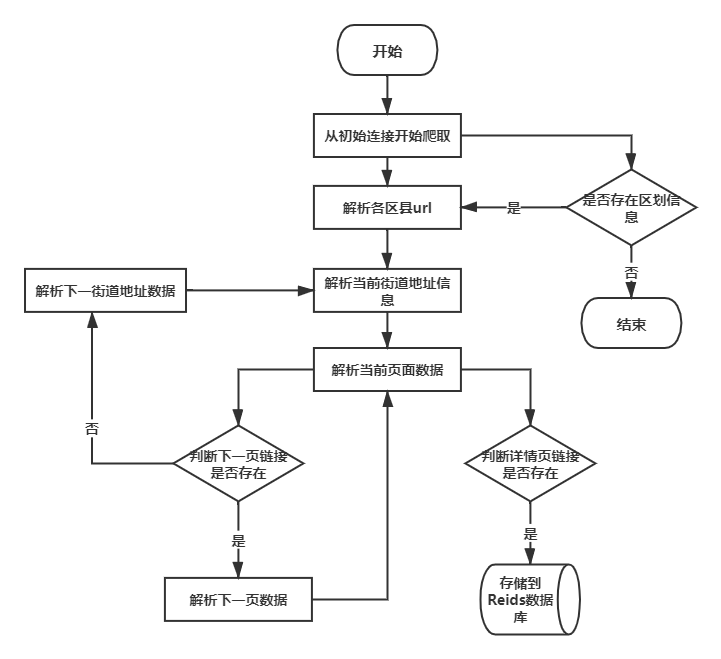 开始
从初始连接开始爬取
是否存在区划信
息
解析各区县url
是
否
解析下一街道地址数据
解析当前街道地址信
息
结束
解析当前页面数据
否
判断下一页链接
是否存在
判断详情页链接
是否存在
是
是
解析下一页数据
存储到
Reids数据
库